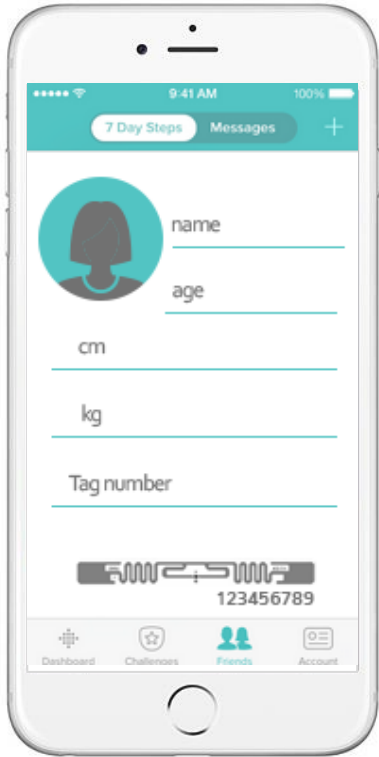 9:41 AM 100%
7 Day Steps Messages +
name
age
cm
kg
Tag number
123456789
Dashboard Challenges Friends Account